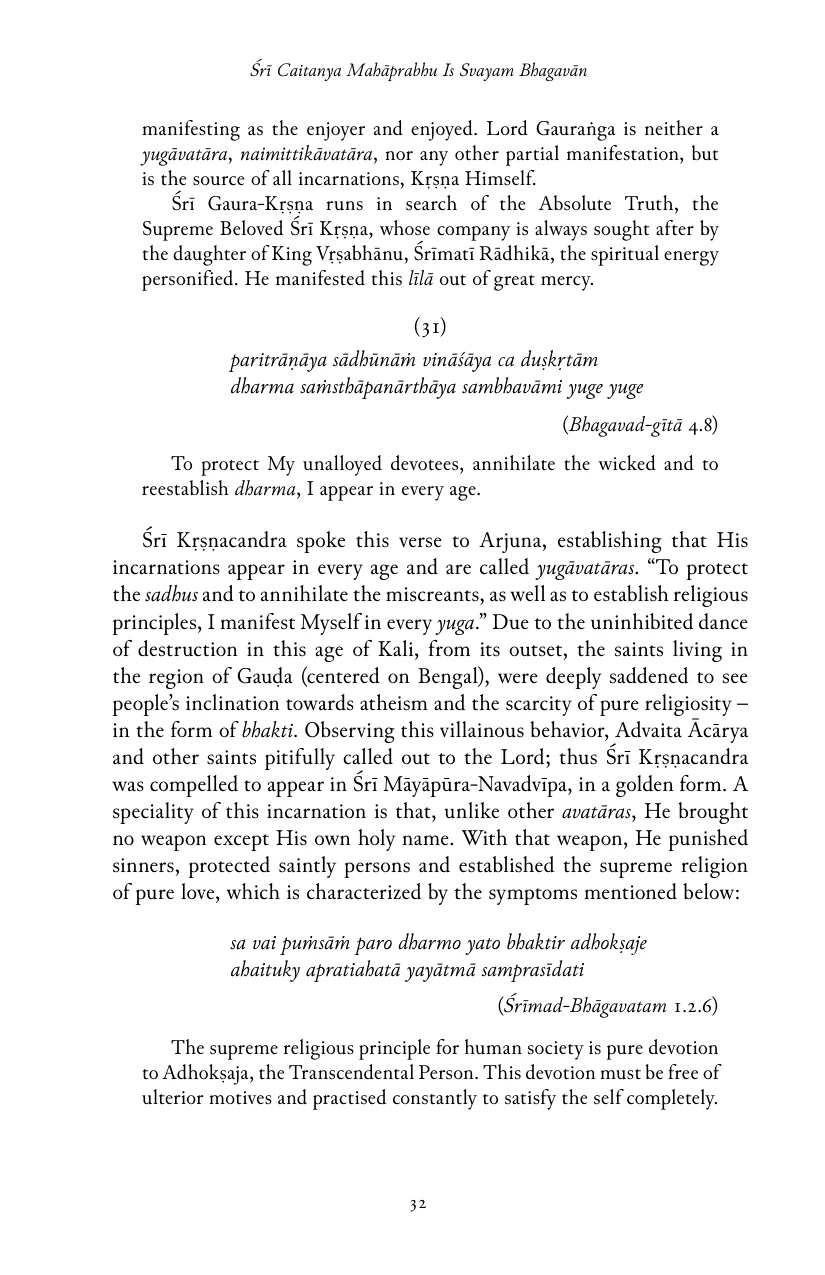 Śrī Caitanya Mahāprabhu Is Svayam Bhagavān
manifesting as the enjoyer and enjoyed. Lord Gauraṅga is neither a
yugāvatāra, naimittikāvatāra, nor any other partial manifestation, but
is the source of all incarnations, Kṛṣṇa Himself.
Śrī Gaura-Kṛṣṇa runs in search of the Absolute Truth, the
Supreme Beloved Śrī Kṛṣṇa, whose company is always sought after by
the daughter of King Vṛṣabhānu, Śrīmatī Rādhikā, the spiritual energy
personified. He manifested this līlā out of great mercy.
(31)
paritrāṇāya sādhūnāṁ vināśāya ca duṣkṛtām
dharma saṁsthāpanārthāya sambhavāmi yuge yuge
(Bhagavad-gītā 4.8)
To protect My unalloyed devotees, annihilate the wicked and to
reestablish dharma, I appear in every age.
Śrī Kṛṣṇacandra spoke this verse to Arjuna, establishing that His
incarnations appear in every age and are called yugāvatāras. “To protect
the sadhus and to annihilate the miscreants, as well as to establish religious
principles, I manifest Myself in every yuga.” Due to the uninhibited dance
of destruction in this age of Kali, from its outset, the saints living in
the region of Gauḍa (centered on Bengal), were deeply saddened to see
people’s inclination towards atheism and the scarcity of pure religiosity –
in the form of bhakti. Observing this villainous behavior, Advaita Ācārya
and other saints pitifully called out to the Lord; thus Śrī Kṛṣṇacandra
was compelled to appear in Śrī Māyāpūra-Navadvīpa, in a golden form. A
speciality of this incarnation is that, unlike other avatāras, He brought
no weapon except His own holy name. With that weapon, He punished
sinners, protected saintly persons and established the supreme religion
of pure love, which is characterized by the symptoms mentioned below:
sa vai puṁsāṁ paro dharmo yato bhaktir adhokṣaje
ahaituky apratiahatā yayātmā samprasīdati
(Śrīmad-Bhāgavatam 1.2.6)
The supreme religious principle for human society is pure devotion
to Adhokṣaja, the Transcendental Person. This devotion must be free of
ulterior motives and practised constantly to satisfy the self completely.
32